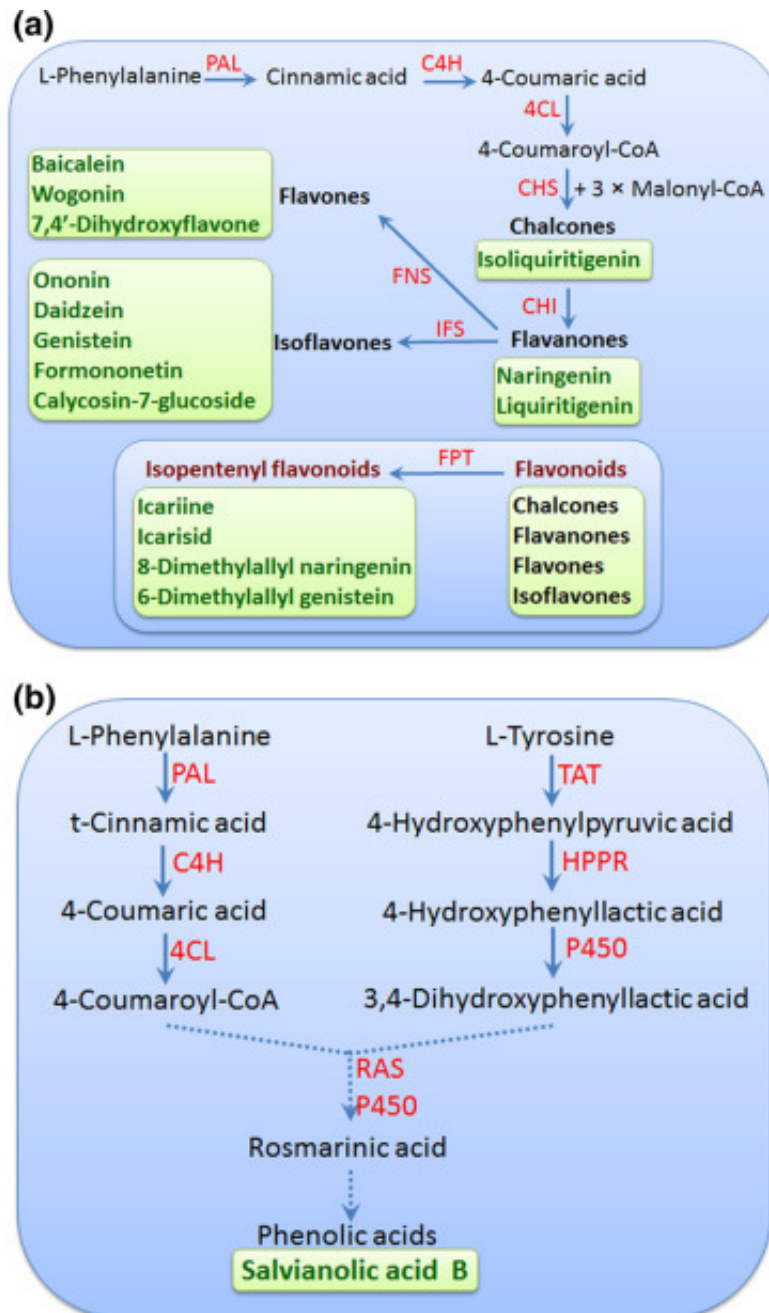 (a)
L-Phenylalanine PAL Cinnamic acid C4H 4-Coumaric acid
4CL
4-Coumaroyl-CoA
CHS + 3 × Malonyl-CoA
Chalcones
Isoliquiritigenin
CHI
Flavanones
Naringenin
Liquiritigenin
FNS
Flavones
Baicalein
Wogonin
7,4′-Dihydroxyflavone
IFS
Isoflavones
Ononin
Daidzein
Genistein
Formononetin
Calycosin-7-glucoside
Isopentenyl flavonoids FPT Flavonoids
Icariine
Icarisid
8-Dimethylallyl naringenin
6-Dimethylallyl genistein
Chalcones
Flavanones
Flavones
Isoflavones
(b)
L-Phenylalanine
PAL
t-Cinnamic acid
C4H
4-Coumaric acid
4CL
4-Coumaroyl-CoA
L-Tyrosine
TAT
4-Hydroxyphenylpyruvic acid
HPPR
4-Hydroxyphenyllactic acid
P450
3,4-Dihydroxyphenyllactic acid
RAS
P450
Rosmarinic acid
Phenolic acids
Salvianolic acid B